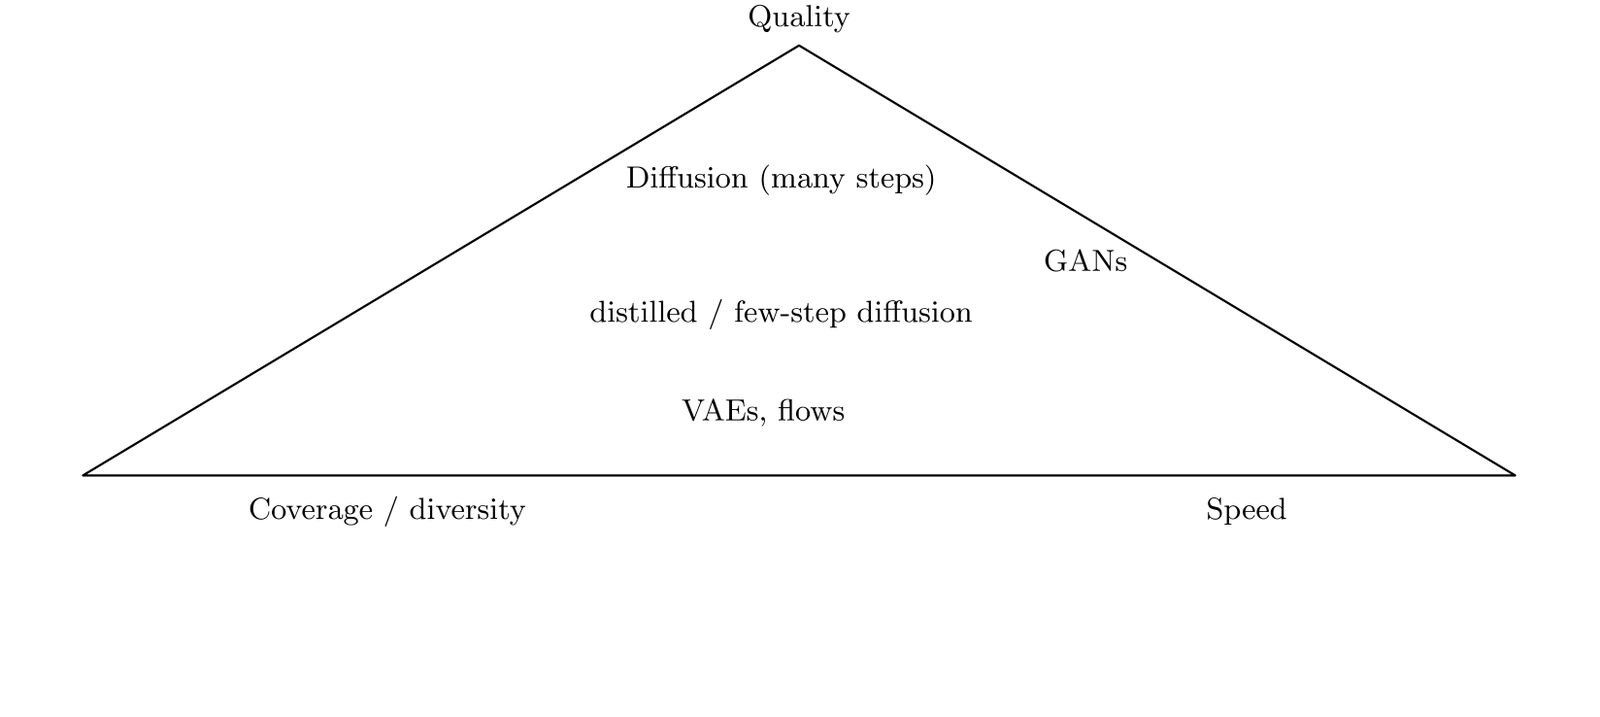 Quality
Diffusion (many steps)
GANs
distilled / few-step diffusion
VAEs, flows
Coverage / diversity
Speed